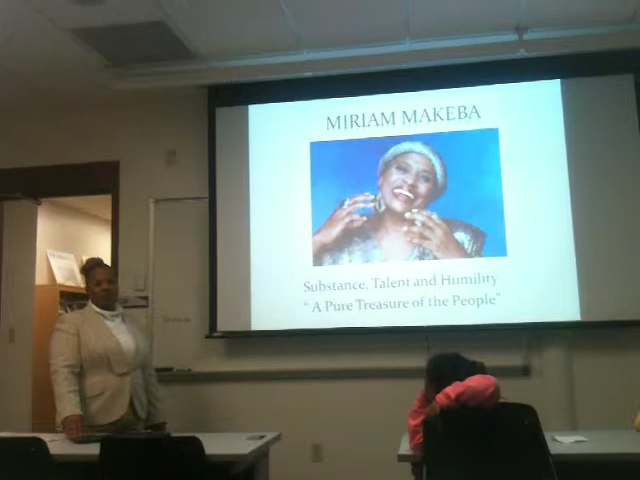 MIRIAM MAKEBA
Substance, Talent and Humility
“ A Pure Treasure of the People”